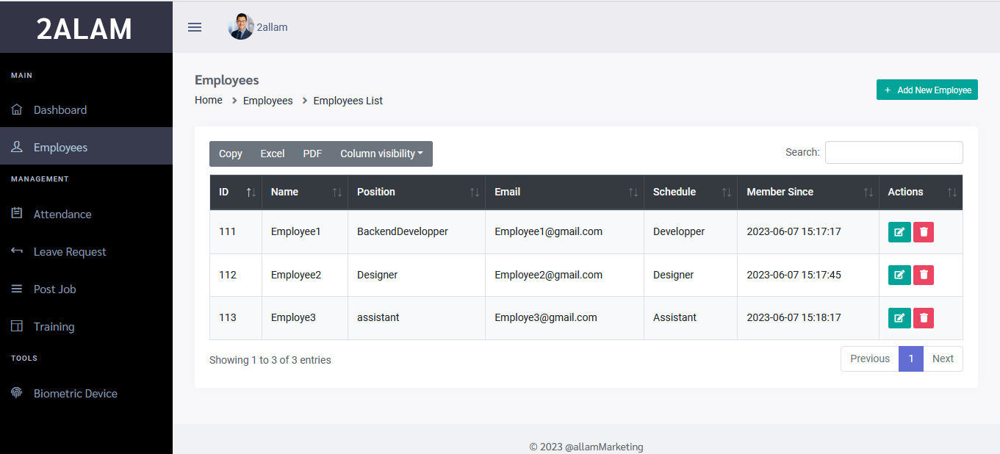 2ALAM
2allam
MAIN
Dashboard
Employees
MANAGEMENT
Attendance
Leave Request
Post Job
Training
TOOLS
Biometric Device
Employees
Home > Employees > Employees List
+ Add New Employee
Copy Excel PDF Column visibility
Search:
ID Name Position Email Schedule Member Since Actions
111 Employee1 BackendDevelopper Employee1@gmail.com Developper 2023-06-07 15:17:17
112 Employee2 Designer Employee2@gmail.com Designer 2023-06-07 15:17:45
113 Employe3 assistant Employe3@gmail.com Assistant 2023-06-07 15:18:17
Showing 1 to 3 of 3 entries
Previous 1 Next
© 2023 @allamMarketing